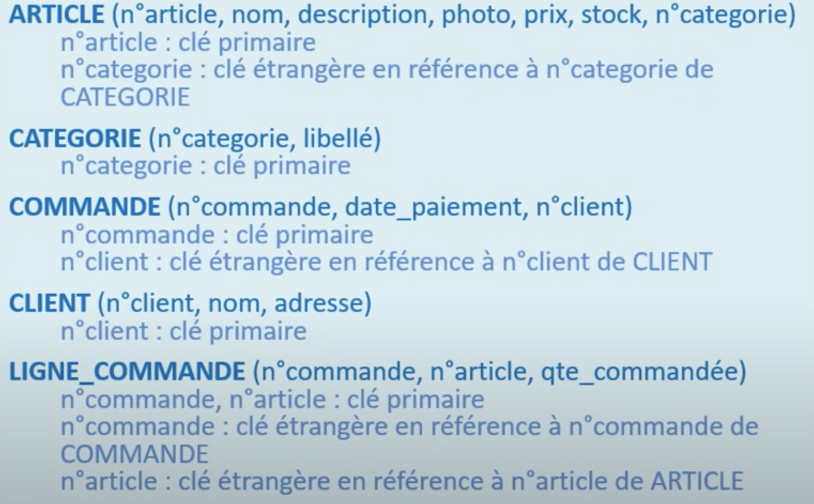 ARTICLE (n°article, nom, description, photo, prix, stock, n°categorie)
n°article : clé primaire
n°categorie : clé étrangère en référence à n°categorie de
CATEGORIE
CATEGORIE (n°categorie, libellé)
n°categorie : clé primaire
COMMANDE (n°commande, date_paiement, n°client)
n°commande : clé primaire
n°client : clé étrangère en référence à n°client de CLIENT
CLIENT (n°client, nom, adresse)
n°client : clé primaire
LIGNE_COMMANDE (n°commande, n°article, qte_commandée)
n°commande, n°article : clé primaire
n°commande : clé étrangère en référence à n°commande de
COMMANDE
n°article : clé étrangère en référence à n°article de ARTICLE